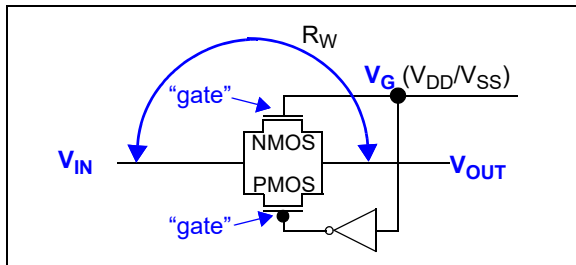 RW
"gate"
VG (VDD/VSS)
NMOS
VIN
VOUT
PMOS
"gate"